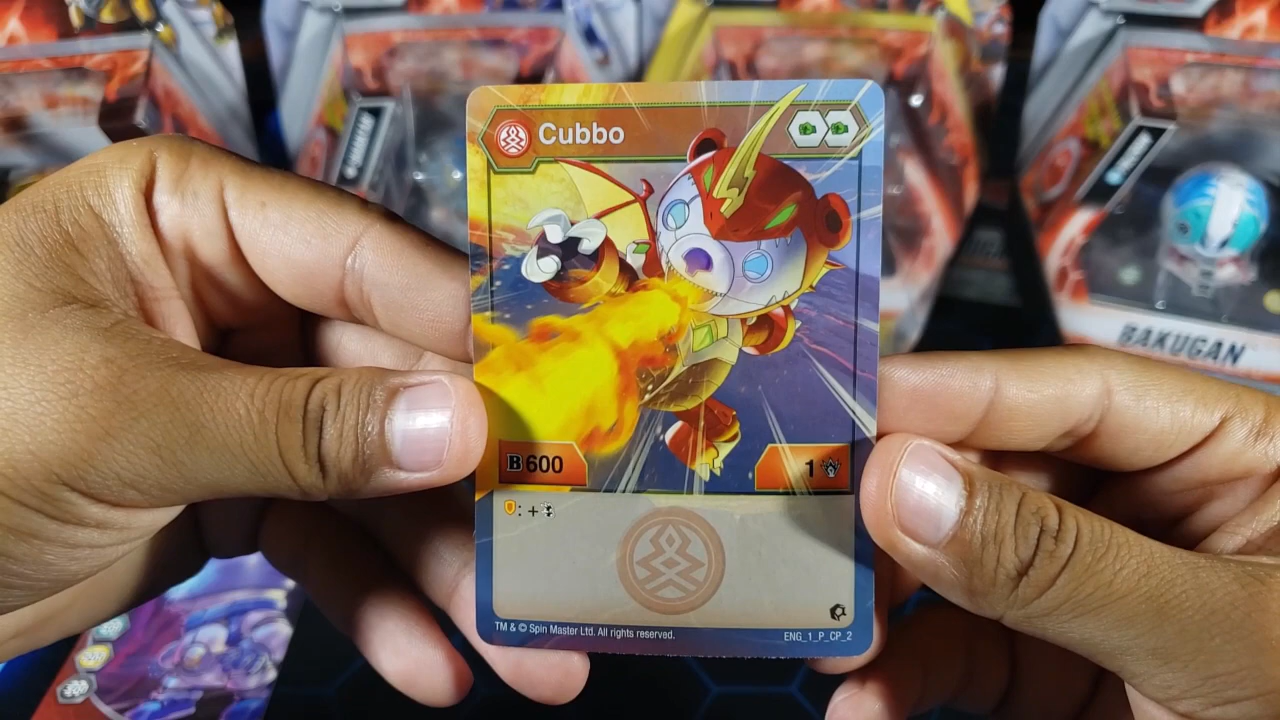 Cubbo
B 600
1
: +
TM & © Spin Master Ltd. All rights reserved.
ENG_1_P_CP_2
BAKUGAN